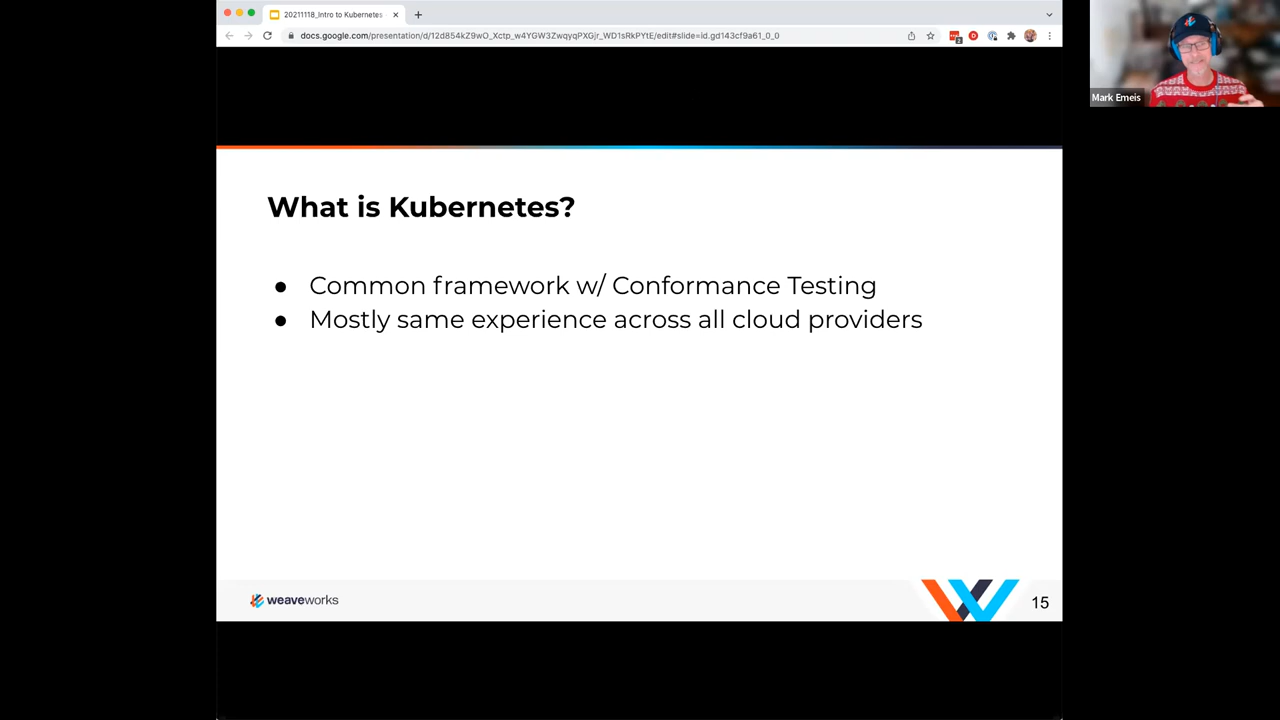 20211118_Intro to Kubernetes -
docs.google.com/presentation/d/12d854kZ9wO_Xctp_w4YGW3ZwqyqPXGjr_WD1sRkPYtE/edit#slide=id.gd143cf9a61_0_0
Mark Emeis
What is Kubernetes?
● Common framework w/ Conformance Testing
● Mostly same experience across all cloud providers
weaveworks
15